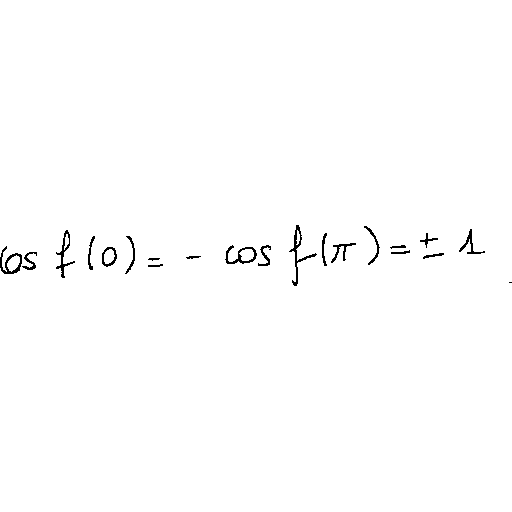 cos f(0) = - cos f(π) = ± 1